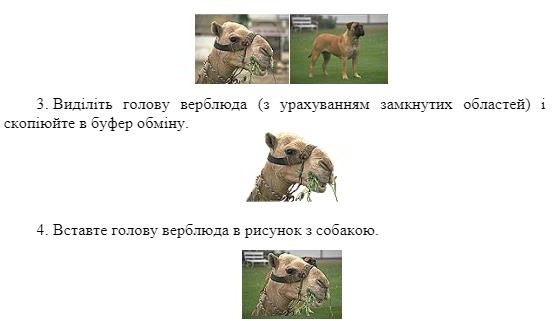 3. Виділіть голову верблюда (з урахуванням замкнутих областей) і
скопіюйте в буфер обміну.
4. Вставте голову верблюда в рисунок з собакою.